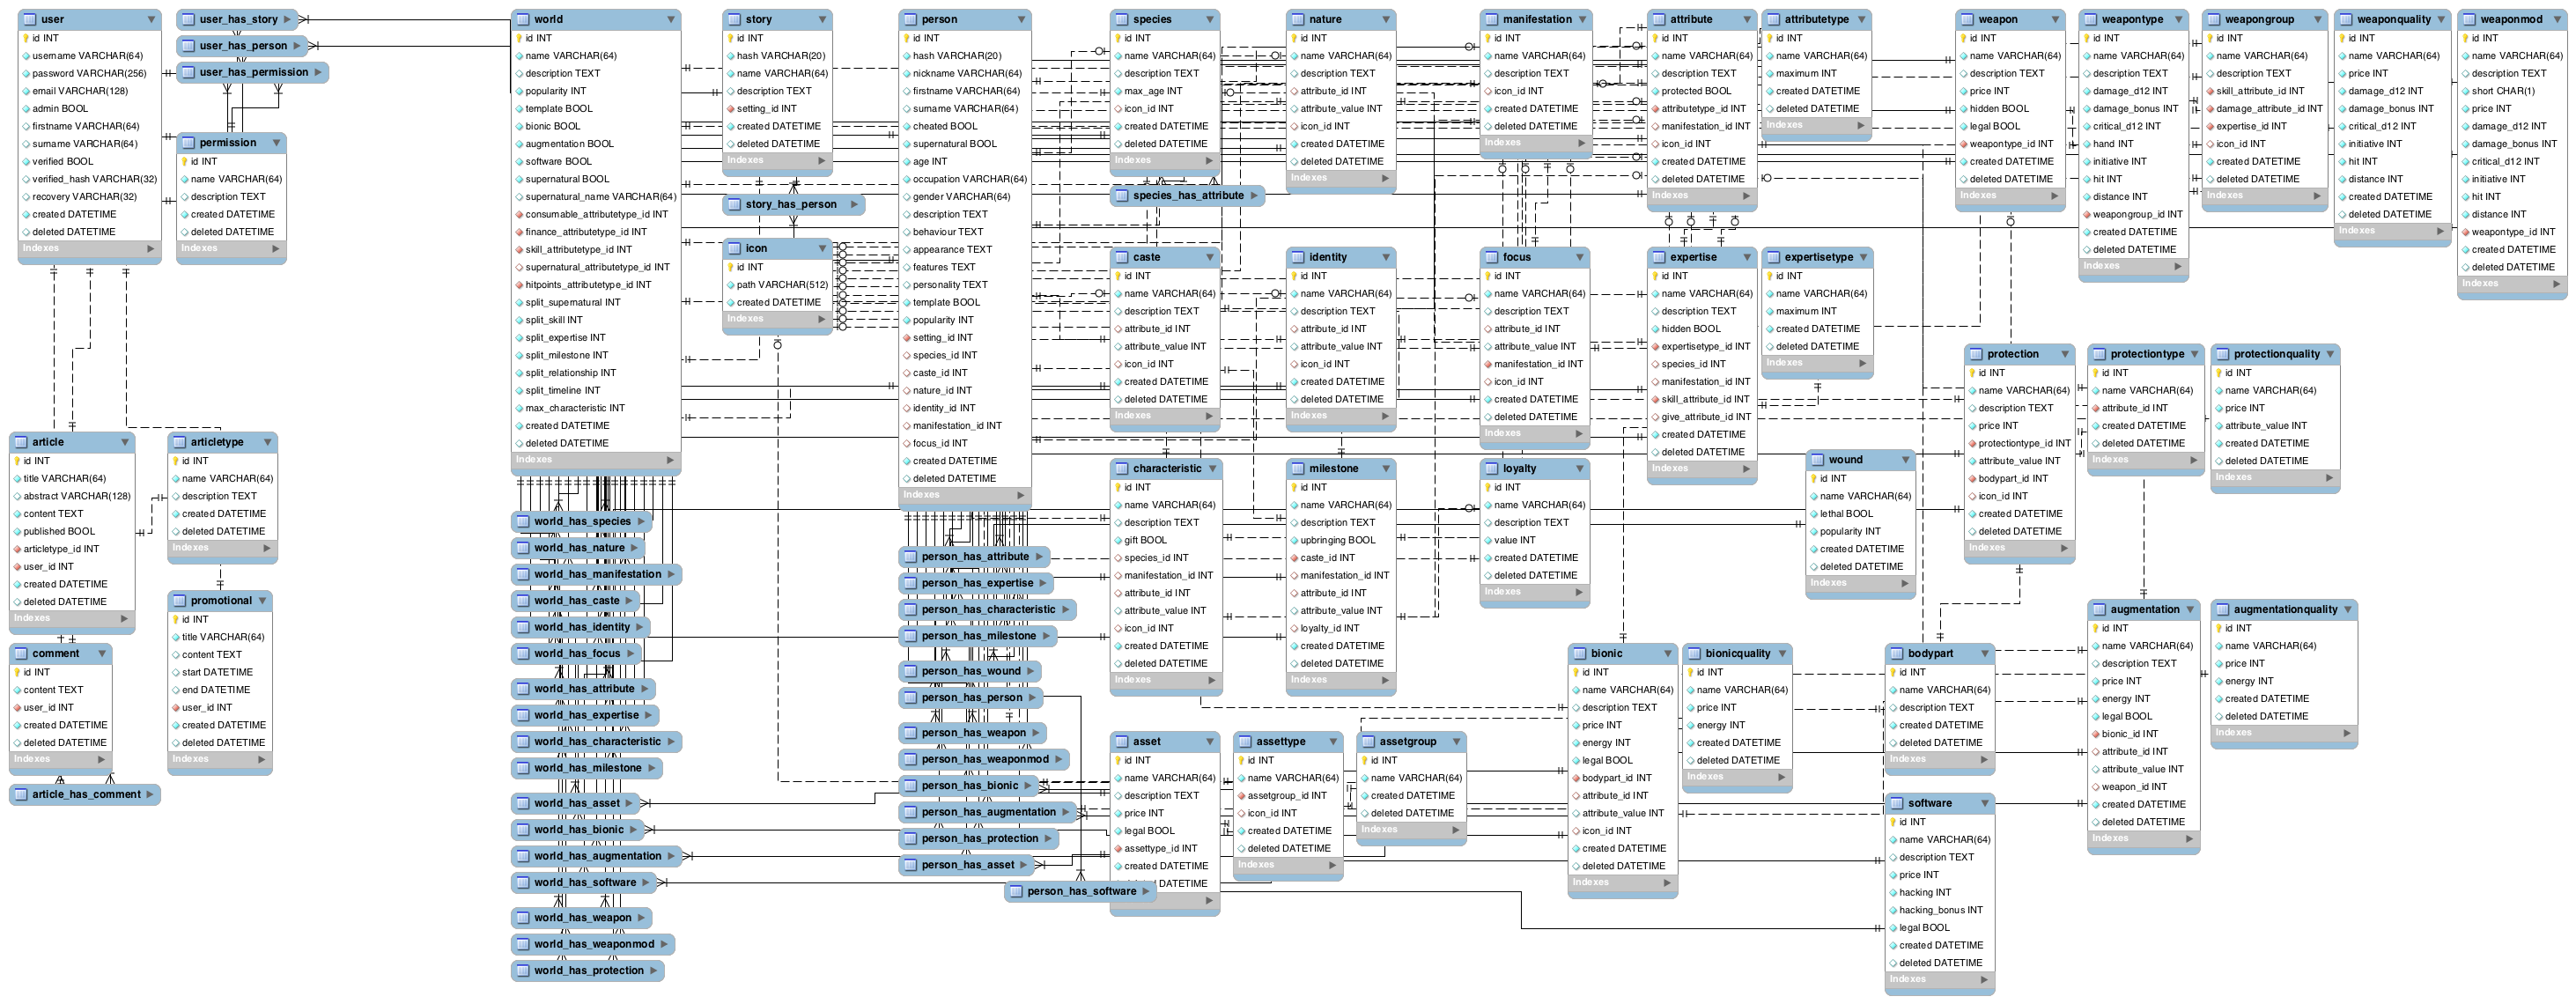 user
id INT
username VARCHAR(64)
password VARCHAR(256)
email VARCHAR(128)
admin BOOL
firstname VARCHAR(64)
surname VARCHAR(64)
verified BOOL
verified_hash VARCHAR(32)
recovery VARCHAR(32)
created DATETIME
deleted DATETIME
Indexes
user_has_story
user_has_person
user_has_permission
permission
id INT
name VARCHAR(64)
description TEXT
created DATETIME
deleted DATETIME
Indexes
article
id INT
title VARCHAR(64)
abstract VARCHAR(128)
content TEXT
published BOOL
articletype_id INT
user_id INT
created DATETIME
deleted DATETIME
Indexes
articletype
id INT
name VARCHAR(64)
description TEXT
created DATETIME
deleted DATETIME
Indexes
promotional
id INT
title VARCHAR(64)
content TEXT
start DATETIME
end DATETIME
user_id INT
created DATETIME
deleted DATETIME
Indexes
comment
id INT
content TEXT
user_id INT
created DATETIME
deleted DATETIME
Indexes
article_has_comment
world
id INT
name VARCHAR(64)
description TEXT
popularity INT
template BOOL
bionic BOOL
augmentation BOOL
software BOOL
supernatural BOOL
supernatural_name VARCHAR(64)
consumable_attributetype_id INT
finance_attributetype_id INT
skill_attributetype_id INT
supernatural_attributetype_id INT
hitpoints_attributetype_id INT
split_supernatural INT
split_skill INT
split_expertise INT
split_milestone INT
split_relationship INT
split_timeline INT
max_characteristic INT
created DATETIME
deleted DATETIME
Indexes
world_has_species
world_has_nature
world_has_manifestation
world_has_caste
world_has_identity
world_has_focus
world_has_attribute
world_has_expertise
world_has_characteristic
world_has_milestone
world_has_asset
world_has_bionic
world_has_augmentation
world_has_software
world_has_weapon
world_has_weaponmod
world_has_protection
story
id INT
hash VARCHAR(20)
name VARCHAR(64)
description TEXT
setting_id INT
created DATETIME
deleted DATETIME
Indexes
story_has_person
icon
id INT
path VARCHAR(512)
created DATETIME
Indexes
person
id INT
hash VARCHAR(20)
nickname VARCHAR(64)
firstname VARCHAR(64)
surname VARCHAR(64)
cheated BOOL
supernatural BOOL
age INT
occupation VARCHAR(64)
gender VARCHAR(64)
description TEXT
behaviour TEXT
appearance TEXT
features TEXT
personality TEXT
template BOOL
popularity INT
setting_id INT
species_id INT
caste_id INT
nature_id INT
identity_id INT
manifestation_id INT
focus_id INT
created DATETIME
deleted DATETIME
Indexes
person_has_attribute
person_has_expertise
person_has_characteristic
person_has_milestone
person_has_wound
person_has_person
person_has_weapon
person_has_weaponmod
person_has_bionic
person_has_augmentation
person_has_protection
person_has_asset
person_has_software
species
id INT
name VARCHAR(64)
description TEXT
max_age INT
icon_id INT
created DATETIME
deleted DATETIME
Indexes
species_has_attribute
caste
id INT
name VARCHAR(64)
description TEXT
attribute_id INT
attribute_value INT
icon_id INT
created DATETIME
deleted DATETIME
Indexes
characteristic
id INT
name VARCHAR(64)
description TEXT
gift BOOL
species_id INT
manifestation_id INT
attribute_id INT
attribute_value INT
icon_id INT
created DATETIME
deleted DATETIME
Indexes
asset
id INT
name VARCHAR(64)
description TEXT
price INT
legal BOOL
assettype_id INT
created DATETIME
DATETIME
nature
id INT
name VARCHAR(64)
description TEXT
attribute_id INT
attribute_value INT
icon_id INT
created DATETIME
deleted DATETIME
Indexes
identity
id INT
name VARCHAR(64)
description TEXT
attribute_id INT
attribute_value INT
icon_id INT
created DATETIME
deleted DATETIME
Indexes
milestone
id INT
name VARCHAR(64)
description TEXT
upbringing BOOL
caste_id INT
manifestation_id INT
attribute_id INT
attribute_value INT
loyalty_id INT
created DATETIME
deleted DATETIME
Indexes
assettype
id INT
name VARCHAR(64)
assetgroup_id INT
icon_id INT
created DATETIME
deleted DATETIME
Indexes
assetgroup
id INT
name VARCHAR(64)
created DATETIME
deleted DATETIME
Indexes
manifestation
id INT
name VARCHAR(64)
description TEXT
icon_id INT
created DATETIME
deleted DATETIME
Indexes
focus
id INT
name VARCHAR(64)
description TEXT
attribute_id INT
attribute_value INT
manifestation_id INT
icon_id INT
created DATETIME
deleted DATETIME
Indexes
loyalty
id INT
name VARCHAR(64)
description TEXT
value INT
created DATETIME
deleted DATETIME
Indexes
attribute
id INT
name VARCHAR(64)
description TEXT
protected BOOL
attributetype_id INT
manifestation_id INT
icon_id INT
created DATETIME
deleted DATETIME
Indexes
attributetype
id INT
name VARCHAR(64)
maximum INT
created DATETIME
deleted DATETIME
Indexes
expertise
id INT
name VARCHAR(64)
description TEXT
hidden BOOL
expertisetype_id INT
species_id INT
manifestation_id INT
skill_attribute_id INT
give_attribute_id INT
created DATETIME
deleted DATETIME
Indexes
expertisetype
id INT
name VARCHAR(64)
maximum INT
created DATETIME
deleted DATETIME
Indexes
wound
id INT
name VARCHAR(64)
lethal BOOL
popularity INT
created DATETIME
deleted DATETIME
Indexes
bionic
id INT
name VARCHAR(64)
description TEXT
price INT
energy INT
legal BOOL
bodypart_id INT
attribute_id INT
attribute_value INT
icon_id INT
created DATETIME
deleted DATETIME
Indexes
bionicquality
id INT
name VARCHAR(64)
price INT
energy INT
created DATETIME
deleted DATETIME
Indexes
bodypart
id INT
name VARCHAR(64)
description TEXT
created DATETIME
deleted DATETIME
Indexes
software
id INT
name VARCHAR(64)
description TEXT
price INT
hacking INT
hacking_bonus INT
legal BOOL
created DATETIME
deleted DATETIME
Indexes
weapon
id INT
name VARCHAR(64)
description TEXT
price INT
hidden BOOL
legal BOOL
weapontype_id INT
created DATETIME
deleted DATETIME
Indexes
weapontype
id INT
name VARCHAR(64)
description TEXT
damage_d12 INT
damage_bonus INT
critical_d12 INT
hand INT
initiative INT
hit INT
distance INT
weapongroup_id INT
created DATETIME
deleted DATETIME
Indexes
weapongroup
id INT
name VARCHAR(64)
description TEXT
skill_attribute_id INT
damage_attribute_id INT
expertise_id INT
icon_id INT
created DATETIME
deleted DATETIME
Indexes
weaponquality
id INT
name VARCHAR(64)
price INT
damage_d12 INT
damage_bonus INT
critical_d12 INT
initiative INT
hit INT
distance INT
created DATETIME
deleted DATETIME
Indexes
weaponmod
id INT
name VARCHAR(64)
description TEXT
short CHAR(1)
price INT
damage_d12 INT
damage_bonus INT
critical_d12 INT
initiative INT
hit INT
distance INT
weapontype_id INT
created DATETIME
deleted DATETIME
Indexes
protection
id INT
name VARCHAR(64)
description TEXT
price INT
protectiontype_id INT
attribute_value INT
bodypart_id INT
icon_id INT
created DATETIME
deleted DATETIME
Indexes
protectiontype
id INT
name VARCHAR(64)
attribute_id INT
created DATETIME
deleted DATETIME
Indexes
protectionquality
id INT
name VARCHAR(64)
price INT
attribute_value INT
created DATETIME
deleted DATETIME
Indexes
augmentation
id INT
name VARCHAR(64)
description TEXT
price INT
energy INT
legal BOOL
bionic_id INT
attribute_id INT
attribute_value INT
weapon_id INT
created DATETIME
deleted DATETIME
Indexes
augmentationquality
id INT
name VARCHAR(64)
price INT
energy INT
created DATETIME
deleted DATETIME
Indexes